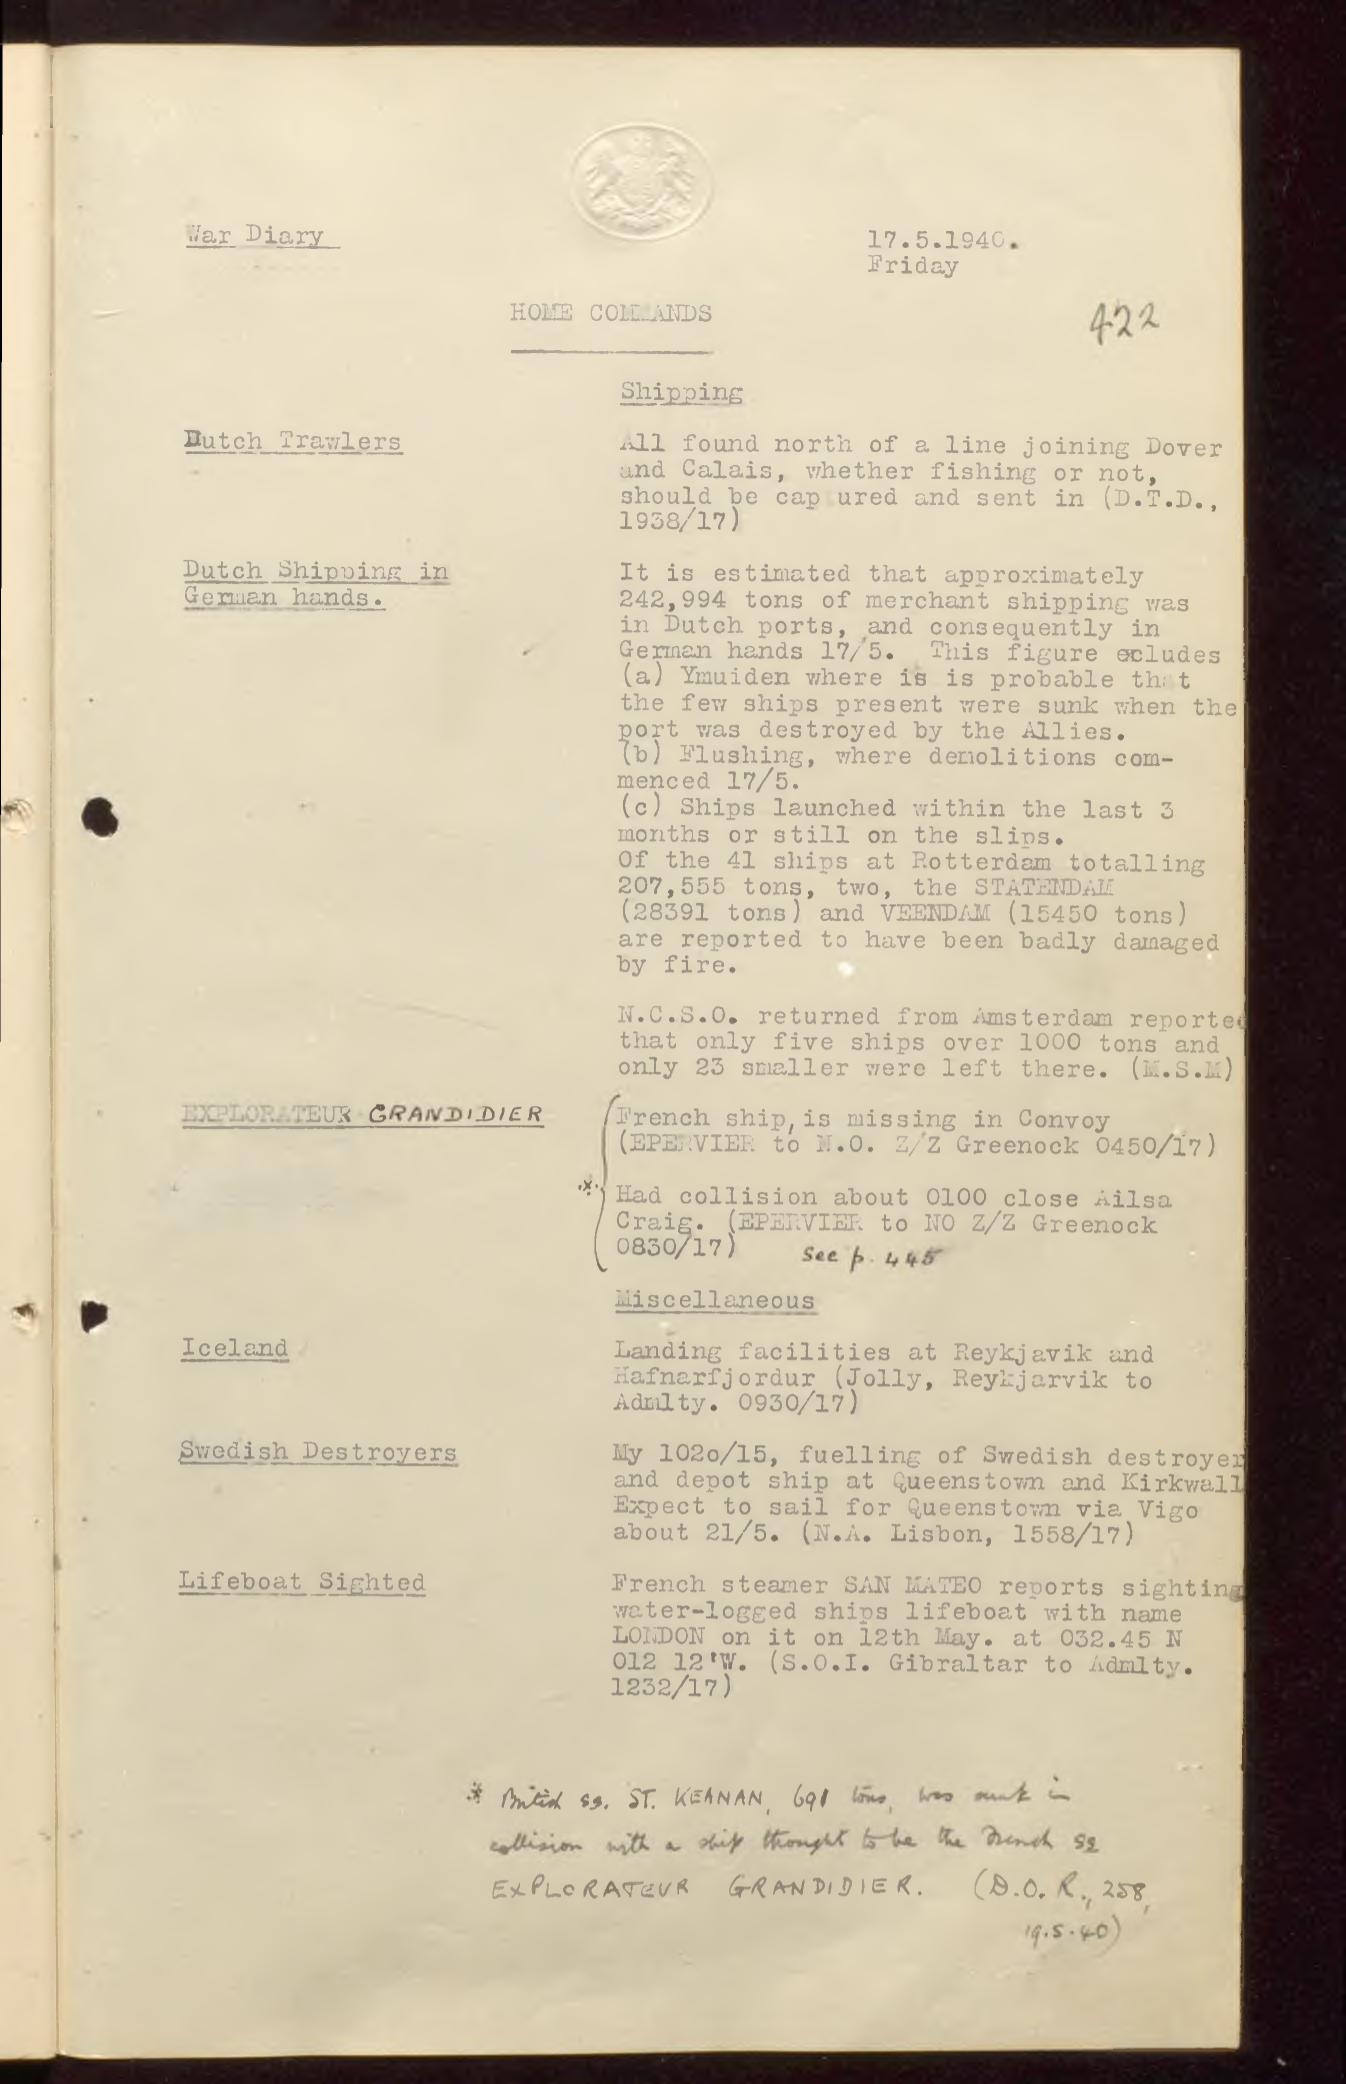 War Diary
17.5.1940.
Friday
HOME COMMANDS
422
Shipping
Dutch Trawlers
All found north of a line joining Dover
and Calais, whether fishing or not,
should be cap ured and sent in (D.T.D.,
1938/17)
Dutch Shipping in
German hands.
It is estimated that approximately
242,994 tons of merchant shipping was
in Dutch ports, and consequently in
German hands 17/5. This figure excludes
(a) Ymuiden where is is probable that
the few ships present were sunk when the
port was destroyed by the Allies.
(b) Flushing, where demolitions com-
menced 17/5.
(c) Ships launched within the last 3
months or still on the slips.
Of the 41 ships at Rotterdam totalling
207,555 tons, two, the STATENDAM
(28391 tons) and VEENDAM (15450 tons)
are reported to have been badly damaged
by fire.
N.C.S.O. returned from Amsterdam reported
that only five ships over 1000 tons and
only 23 smaller were left there. (M.S.M)
EXPLORATEUR GRANDIDIER
French ship, is missing in Convoy
(EPERVIER to N.O. Z/Z Greenock 0450/17)
*
Had collision about 0100 close Ailsa
Craig. (EPERVIER to NO Z/Z Greenock
0830/17) See p. 445
Miscellaneous
Iceland
Landing facilities at Reykjavik and
Hafnarfjordur (Jolly, Reykjarvik to
Admlty. 0930/17)
Swedish Destroyers
My 102o/15, fuelling of Swedish destroyer
and depot ship at Queenstown and Kirkwall
Expect to sail for Queenstown via Vigo
about 21/5. (N.A. Lisbon, 1558/17)
Lifeboat Sighted
French steamer SAN MATEO reports sighting
water-logged ships lifeboat with name
LONDON on it on 12th May. at 032.45 N
012 12'W. (S.O.I. Gibraltar to Admlty.
1232/17)
* British ss. ST. KEANAN, 691 tons, was sunk in
collision with a ship thought to be the French ss
EXPLORATEUR GRANDIDIER. (D.O.R., 258,
19.5.40)